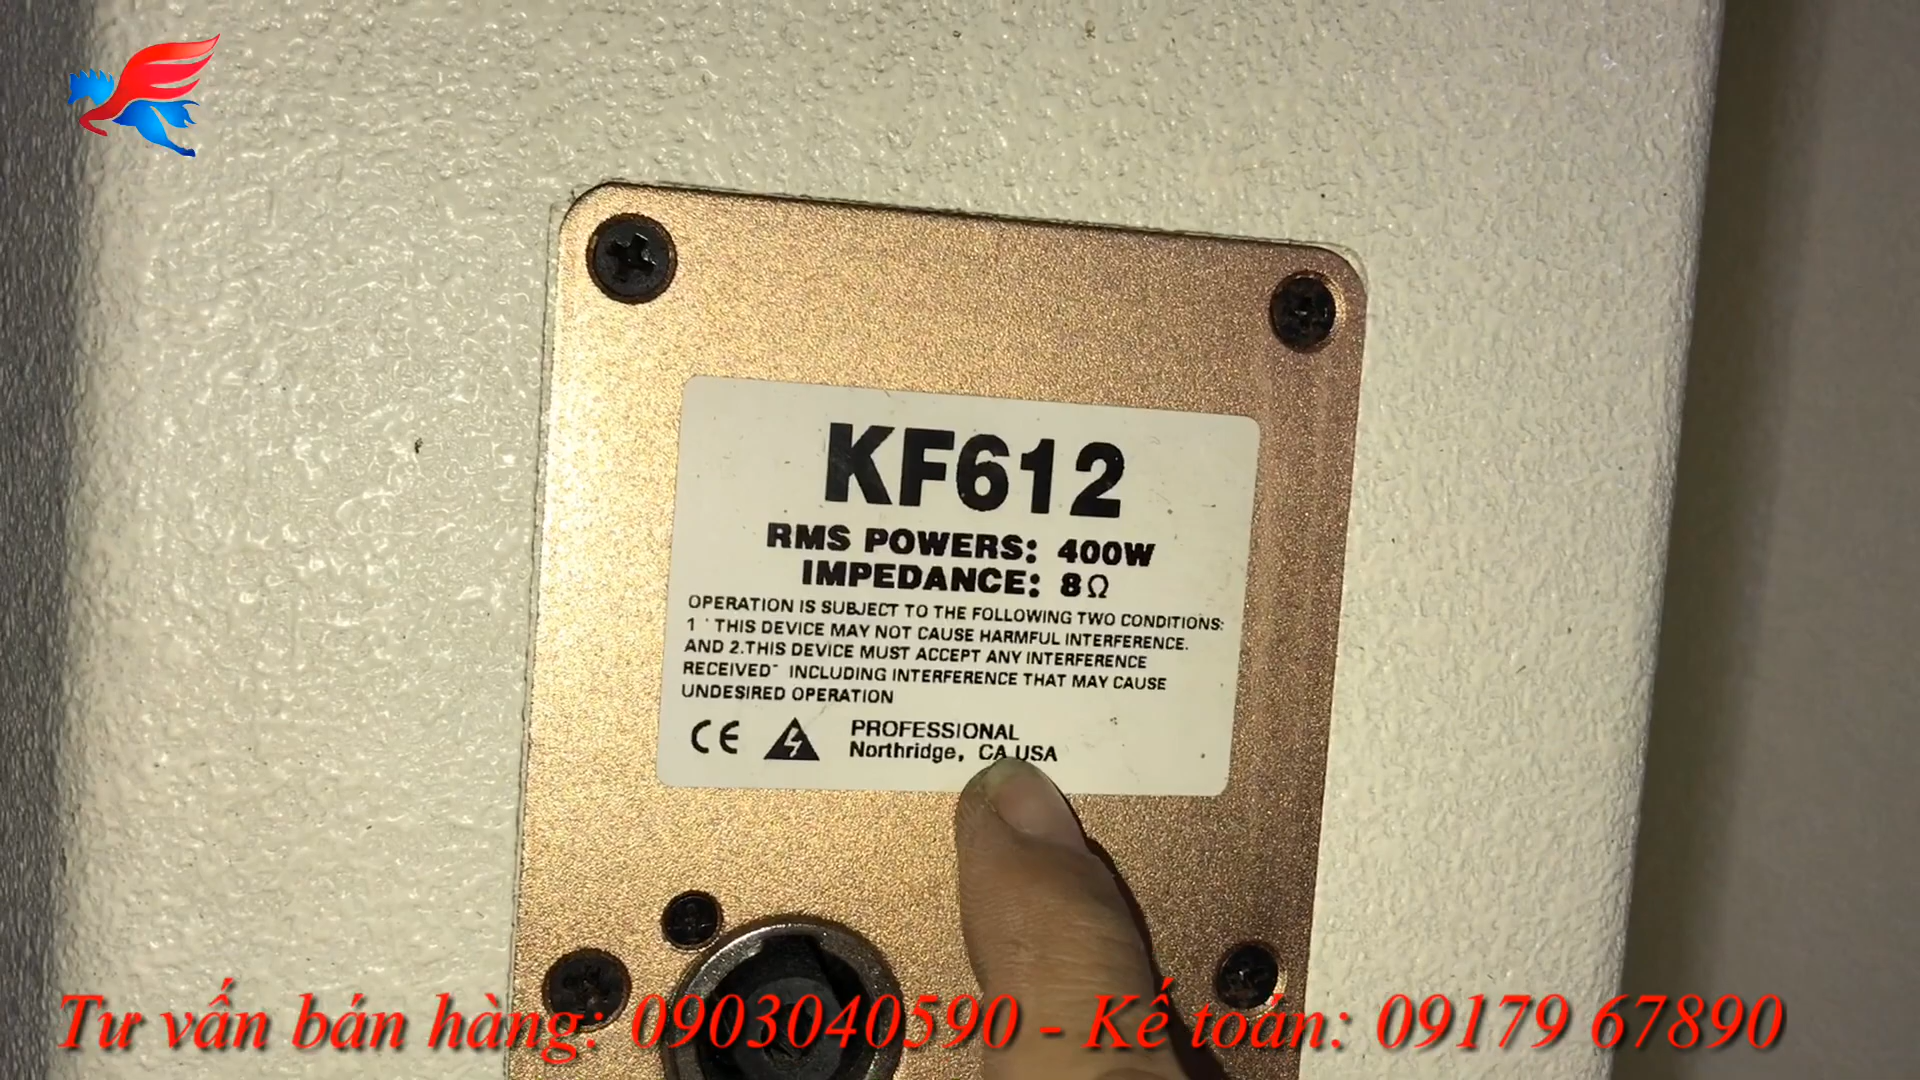 KF612
RMS POWERS: 400W
IMPEDANCE: 8Ω
OPERATION IS SUBJECT TO THE FOLLOWING TWO CONDITIONS:
1 ' THIS DEVICE MAY NOT CAUSE HARMFUL INTERFERENCE.
AND 2.THIS DEVICE MUST ACCEPT ANY INTERFERENCE
RECEIVED- INCLUDING INTERFERENCE THAT MAY CAUSE
UNDESIRED OPERATION
CE PROFESSIONAL
Northridge, CA USA
Tư vấn bán hàng: 0903040590 - Kế toán: 09179 67890